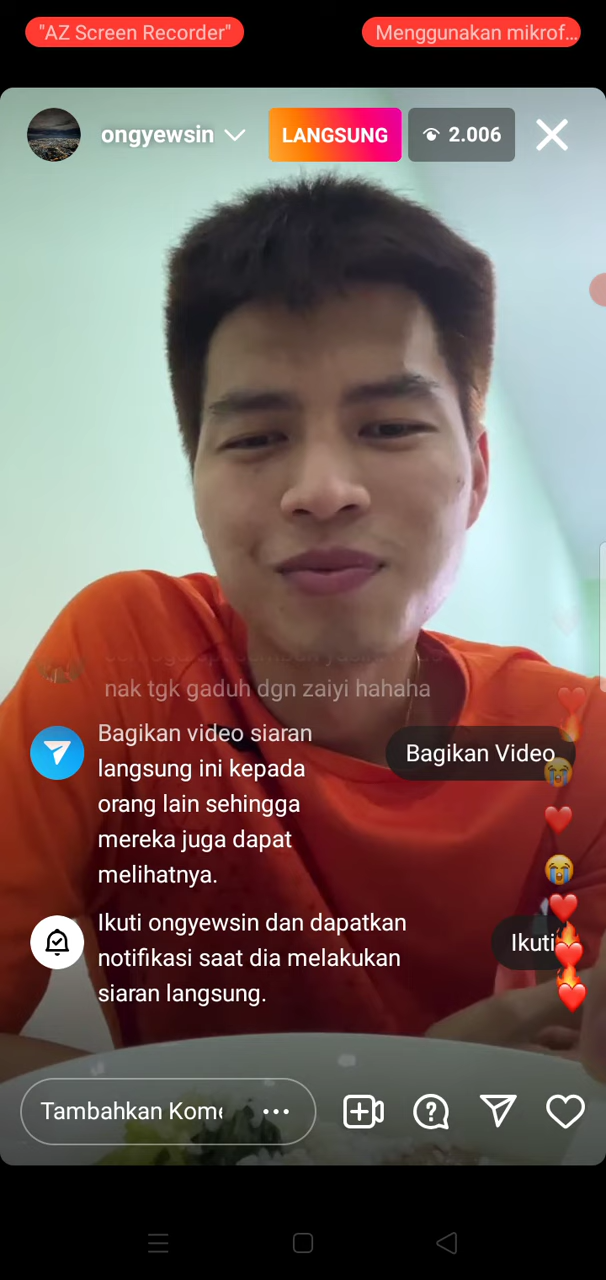 "AZ Screen Recorder"
Menggunakan mikrof...
ongyewsin
LANGSUNG
2.006
nak tgk gaduh dgn zaiyi hahaha
Bagikan video siaran
langsung ini kepada
orang lain sehingga
mereka juga dapat
melihatnya.
Bagikan Video
Ikuti ongyewsin dan dapatkan
notifikasi saat dia melakukan
siaran langsung.
Ikuti
Tambahkan Kome